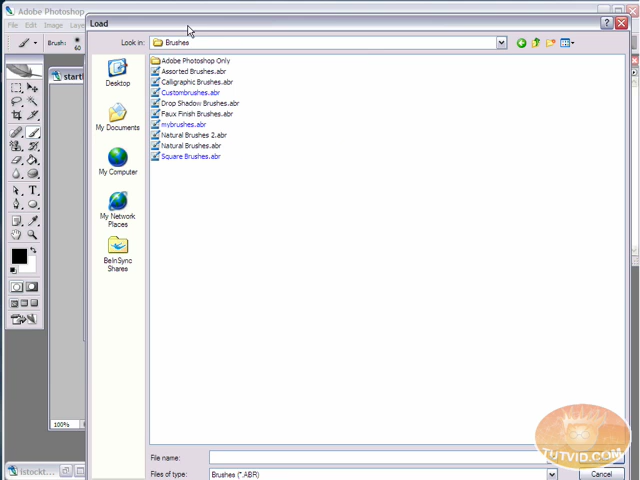 Adobe Photoshop
File Edit Image Laye
Brush: 60
Load
Look in: Brushes
startl
Desktop
My Documents
My Computer
My Network Places
BeInSync Shares
Adobe Photoshop Only
Assorted Brushes.abr
Calligraphic Brushes.abr
Custombrushes.abr
Drop Shadow Brushes.abr
Faux Finish Brushes.abr
mybrushes.abr
Natural Brushes 2.abr
Natural Brushes.abr
Square Brushes.abr
100%
File name:
Files of type: Brushes (*.ABR)
Cancel
istockt
TUTVID.COM